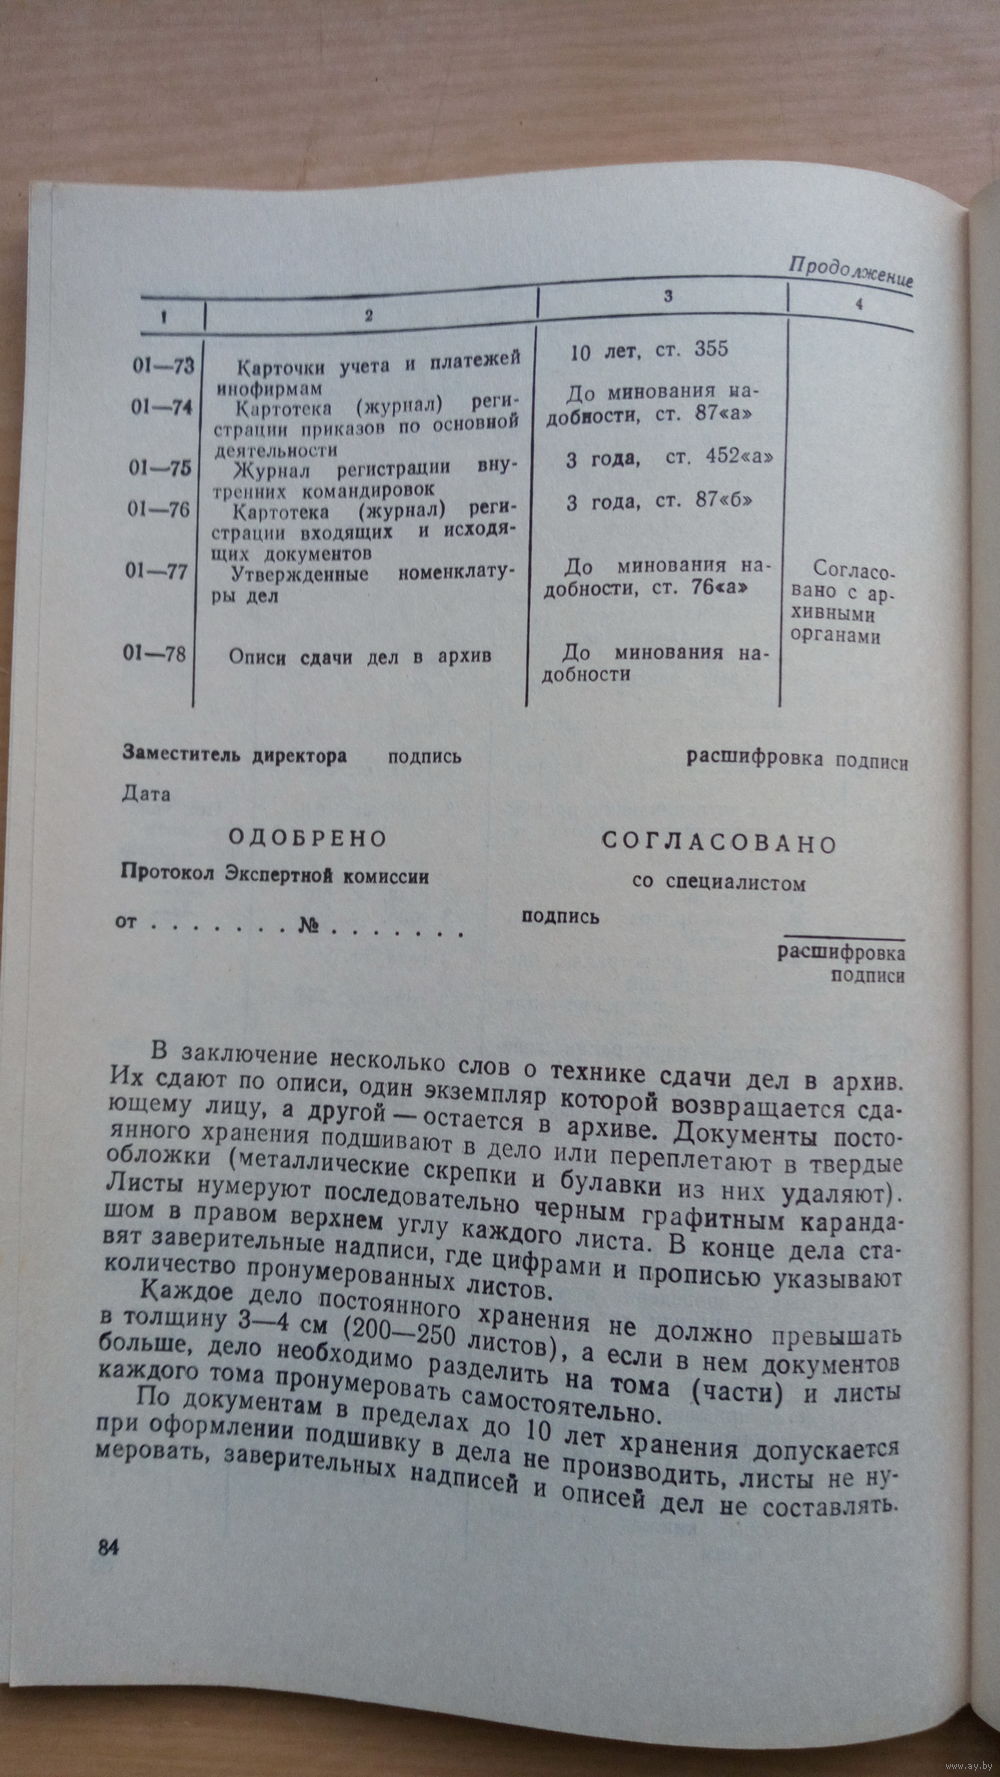 Продолжение
1 2 3 4
01—73 Карточки учета и платежей 10 лет, ст. 355
инофирмам
01—74 Картотека (журнал) реги- До минования на-
страции приказов по основной добности, ст. 87«а»
деятельности
01—75 Журнал регистрации вну- 3 года, ст. 452«а»
тренних командировок
01—76 Картотека (журнал) реги- 3 года, ст. 87«б»
страции входящих и исходя-
щих документов
01—77 Утвержденные номенклату- До минования на- Согласо-
ры дел добности, ст. 76«а» вано с ар-
хивными
органами
01—78 Описи сдачи дел в архив До минования на-
добности
Заместитель директора подпись расшифровка подписи
Дата
ОДОБРЕНО СОГЛАСОВАНО
Протокол Экспертной комиссии со специалистом
от . . . . . . . № . . . . . . . подпись
расшифровка
подписи
В заключение несколько слов о технике сдачи дел в архив.
Их сдают по описи, один экземпляр которой возвращается сда-
ющему лицу, а другой — остается в архиве. Документы посто-
янного хранения подшивают в дело или переплетают в твердые
обложки (металлические скрепки и булавки из них удаляют).
Листы нумеруют последовательно черным графитным каранда-
шом в правом верхнем углу каждого листа. В конце дела ста-
вят заверительные надписи, где цифрами и прописью указывают
количество пронумерованных листов.
Каждое дело постоянного хранения не должно превышать
в толщину 3—4 см (200—250 листов), а если в нем документов
больше, дело необходимо разделить на тома (части) и листы
каждого тома пронумеровать самостоятельно.
По документам в пределах до 10 лет хранения допускается
при оформлении подшивку в дела не производить, листы не ну-
меровать, заверительных надписей и описей дел не составлять.
84
www.ay.by